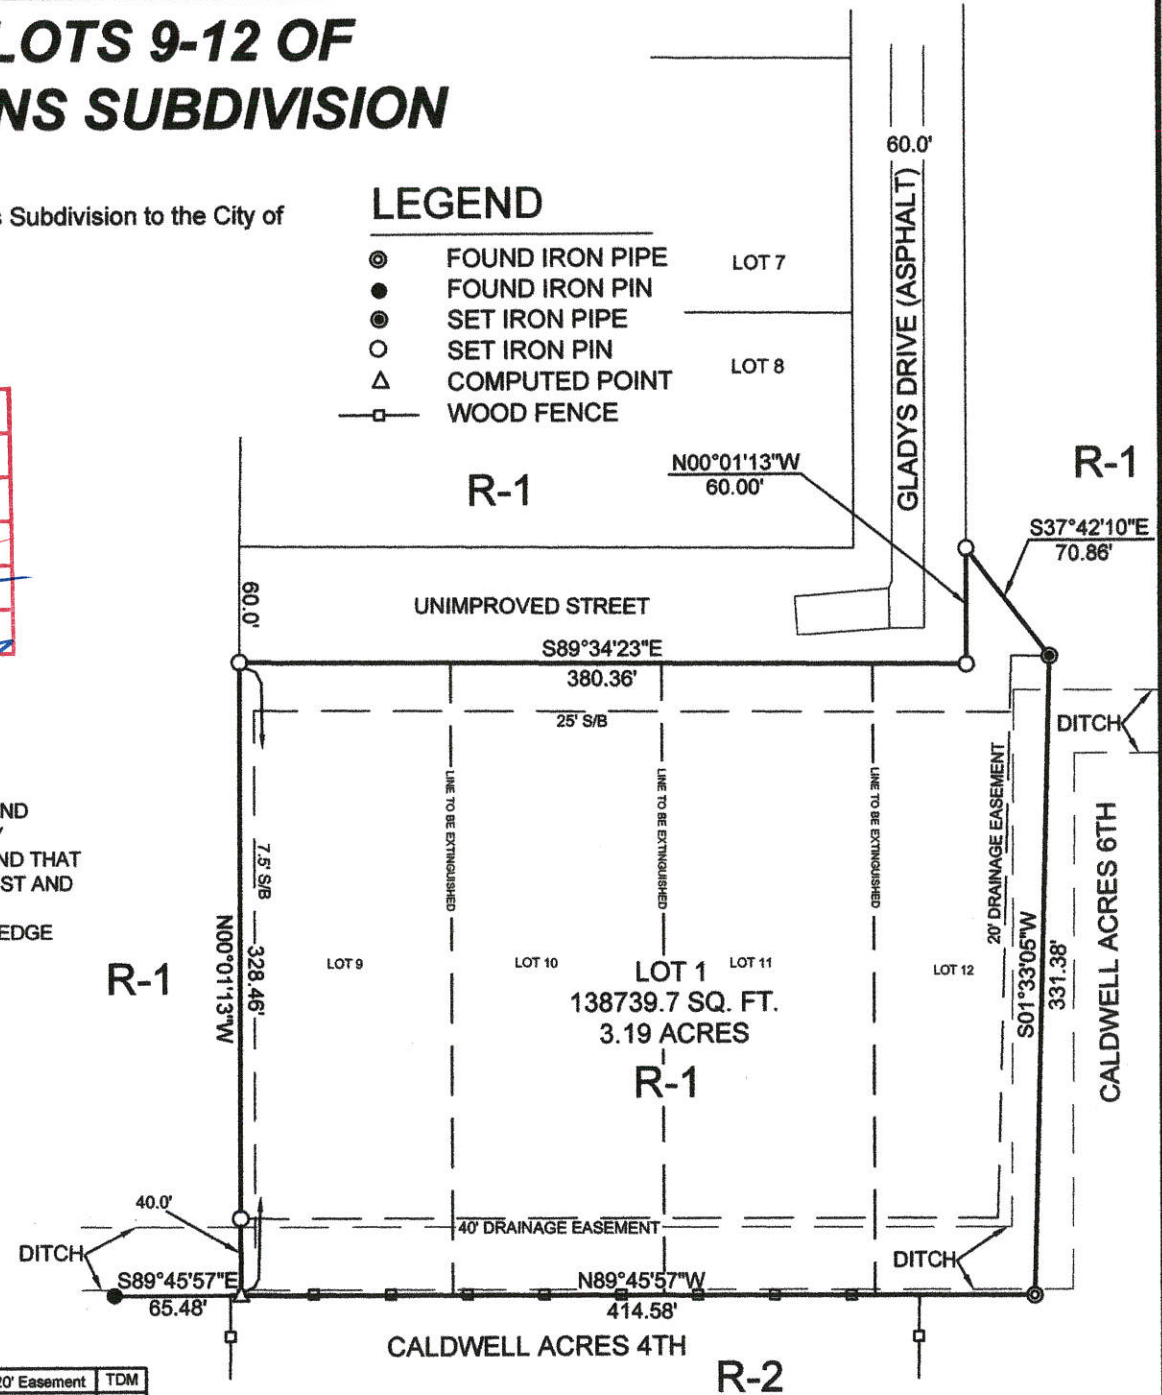 LOTS 9-12 OF
NS SUBDIVISION
s Subdivision to the City of
LEGEND
FOUND IRON PIPE
FOUND IRON PIN
SET IRON PIPE
SET IRON PIN
COMPUTED POINT
WOOD FENCE
LOT 7
LOT 8
60.0'
GLADYS DRIVE (ASPHALT)
R-1
R-1
N00°01'13"W
60.00'
S37°42'10"E
70.86'
60.0'
UNIMPROVED STREET
S89°34'23"E
380.36'
25' S/B
DITCH
7.5' S/B
LINE TO BE EXTINGUISHED
LINE TO BE EXTINGUISHED
LINE TO BE EXTINGUISHED
20' DRAINAGE EASEMENT
CALDWELL ACRES 6TH
ND
Y
ND THAT
ST AND
EDGE
R-1
N00°01'13"W
328.46'
LOT 9
LOT 10
LOT 11
LOT 12
LOT 1
138739.7 SQ. FT.
3.19 ACRES
R-1
S01°33'05"W
331.38'
40.0'
40' DRAINAGE EASEMENT
DITCH
DITCH
S89°45'57"E
65.48'
N89°45'57"W
414.58'
CALDWELL ACRES 4TH
R-2
20' Easement TDM